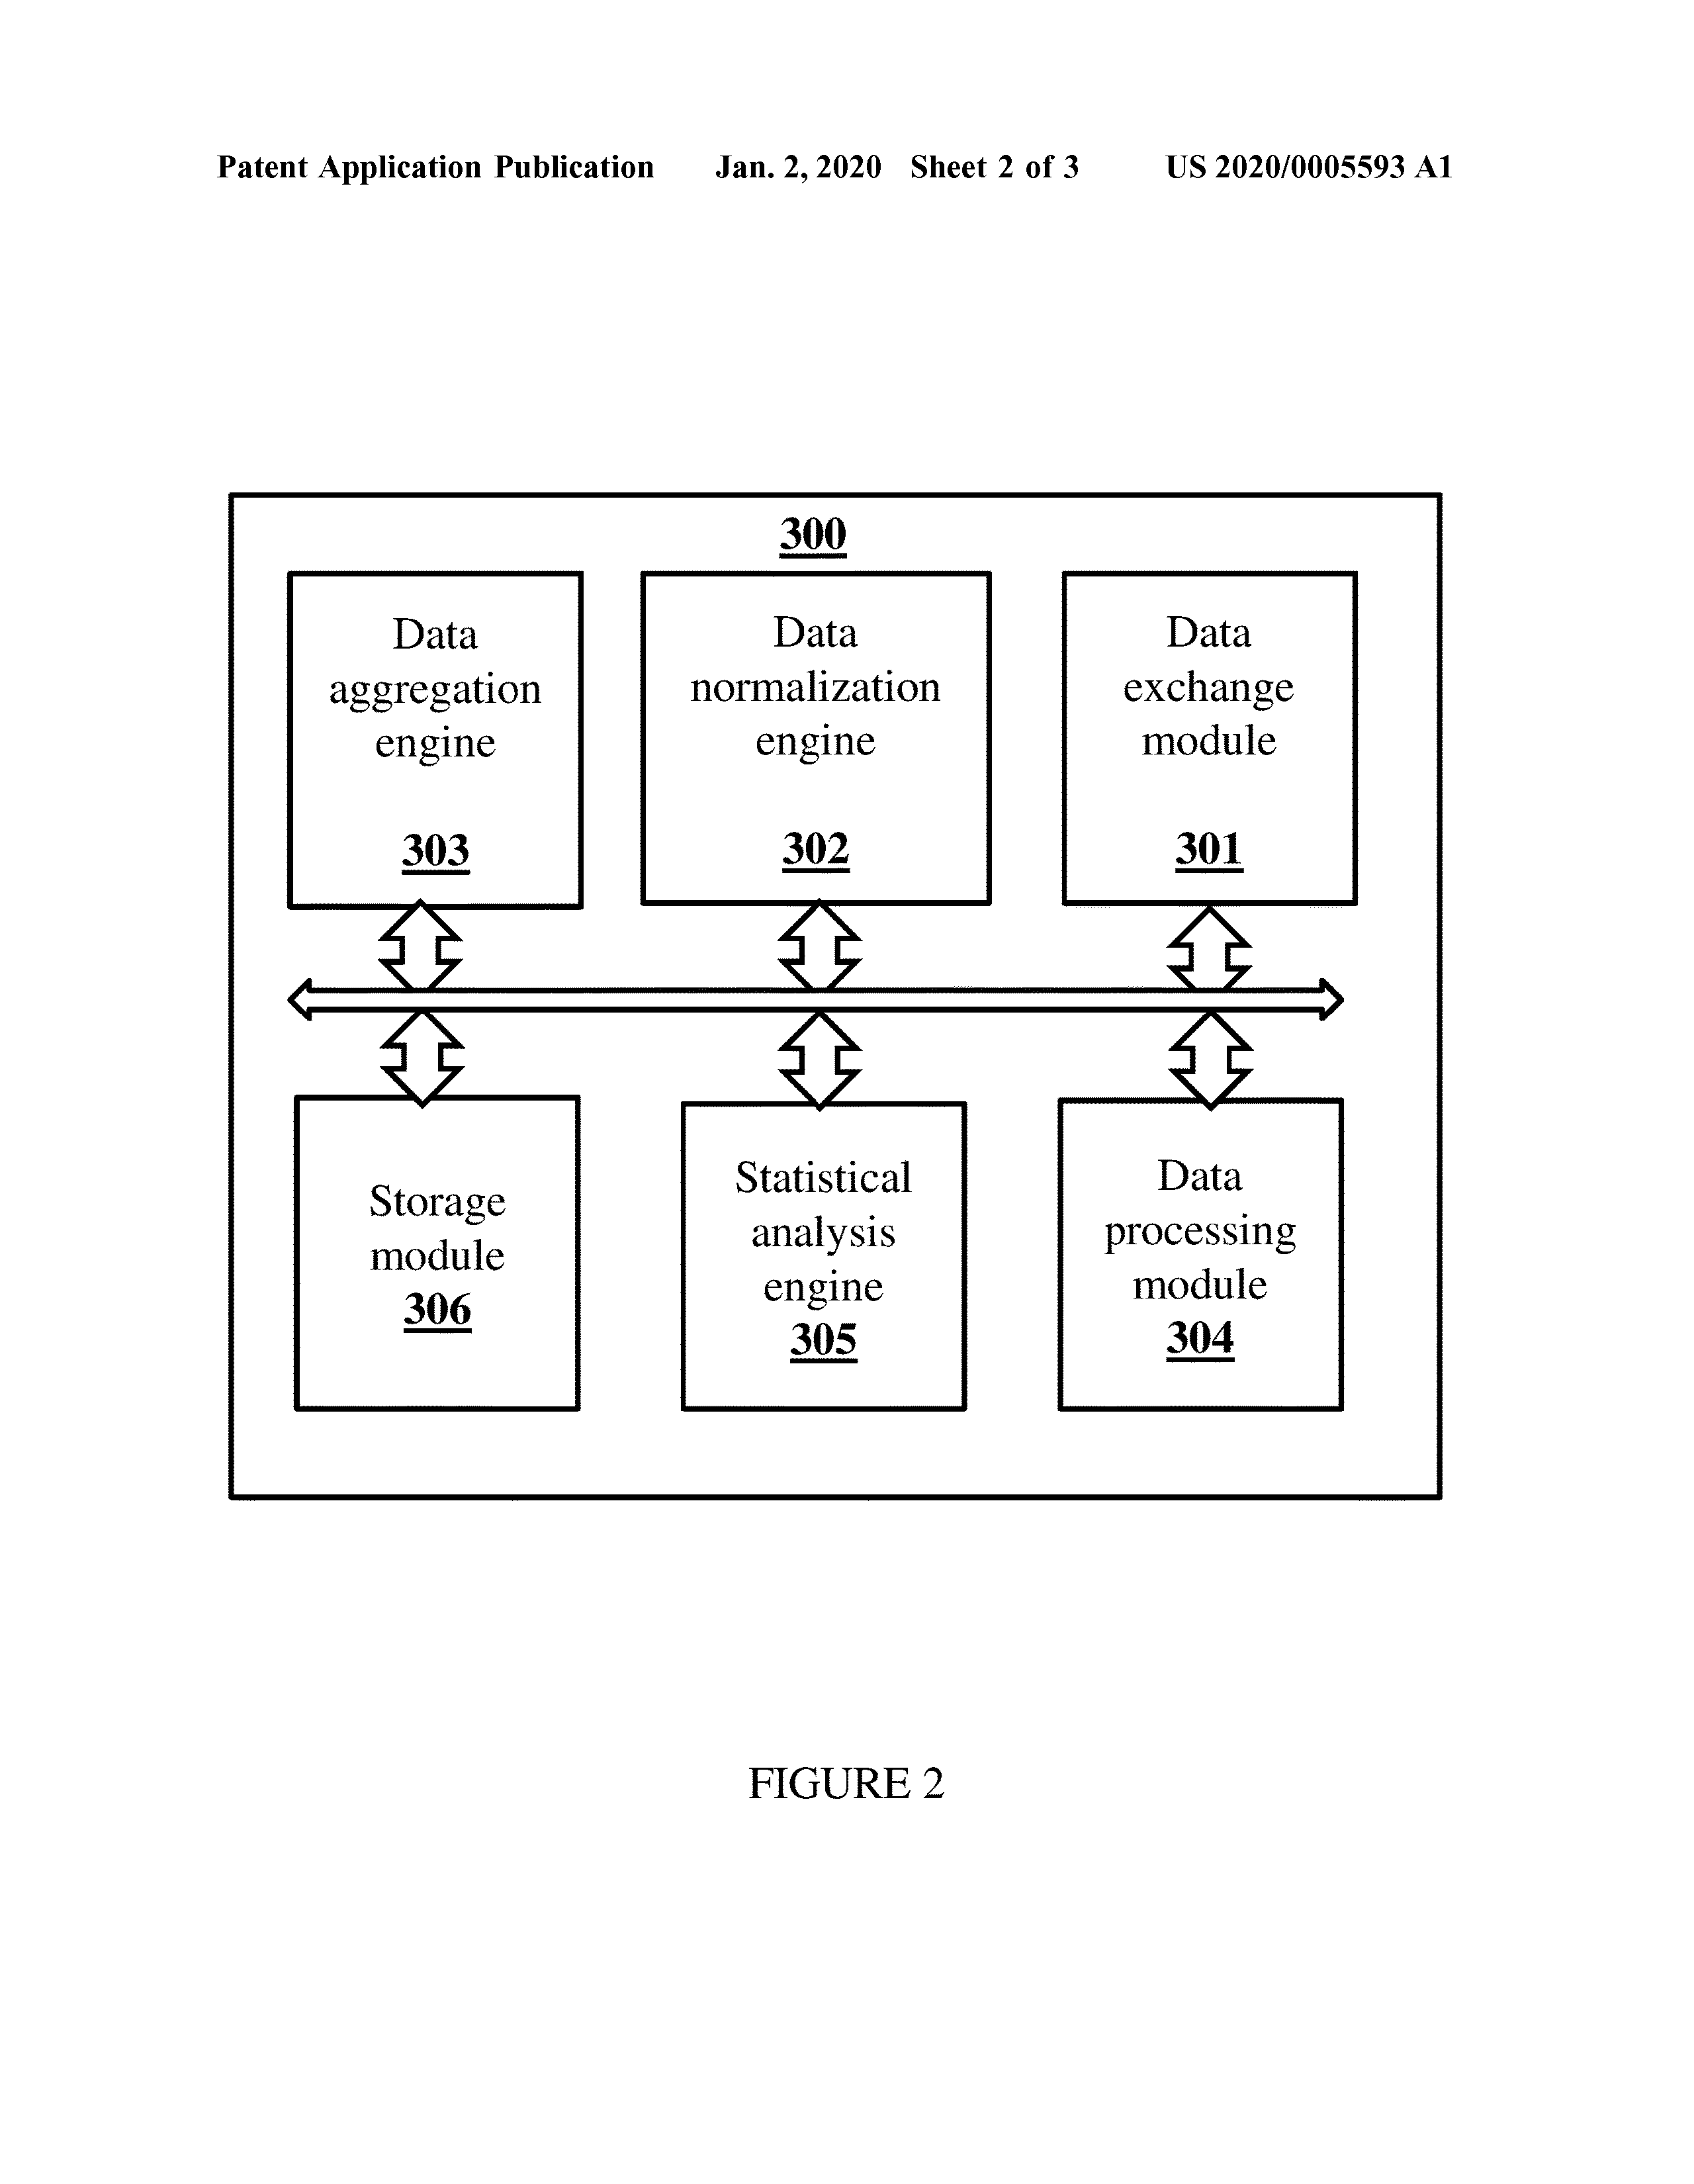 Patent Application Publication Jan. 2, 2020 Sheet 2 of 3 US 2020/0005593 A1
300
Data
aggregation
engine
303
Data
normalization
engine
302
Data
exchange
module
301
Storage
module
306
Statistical
analysis
engine
305
Data
processing
module
304
FIGURE 2